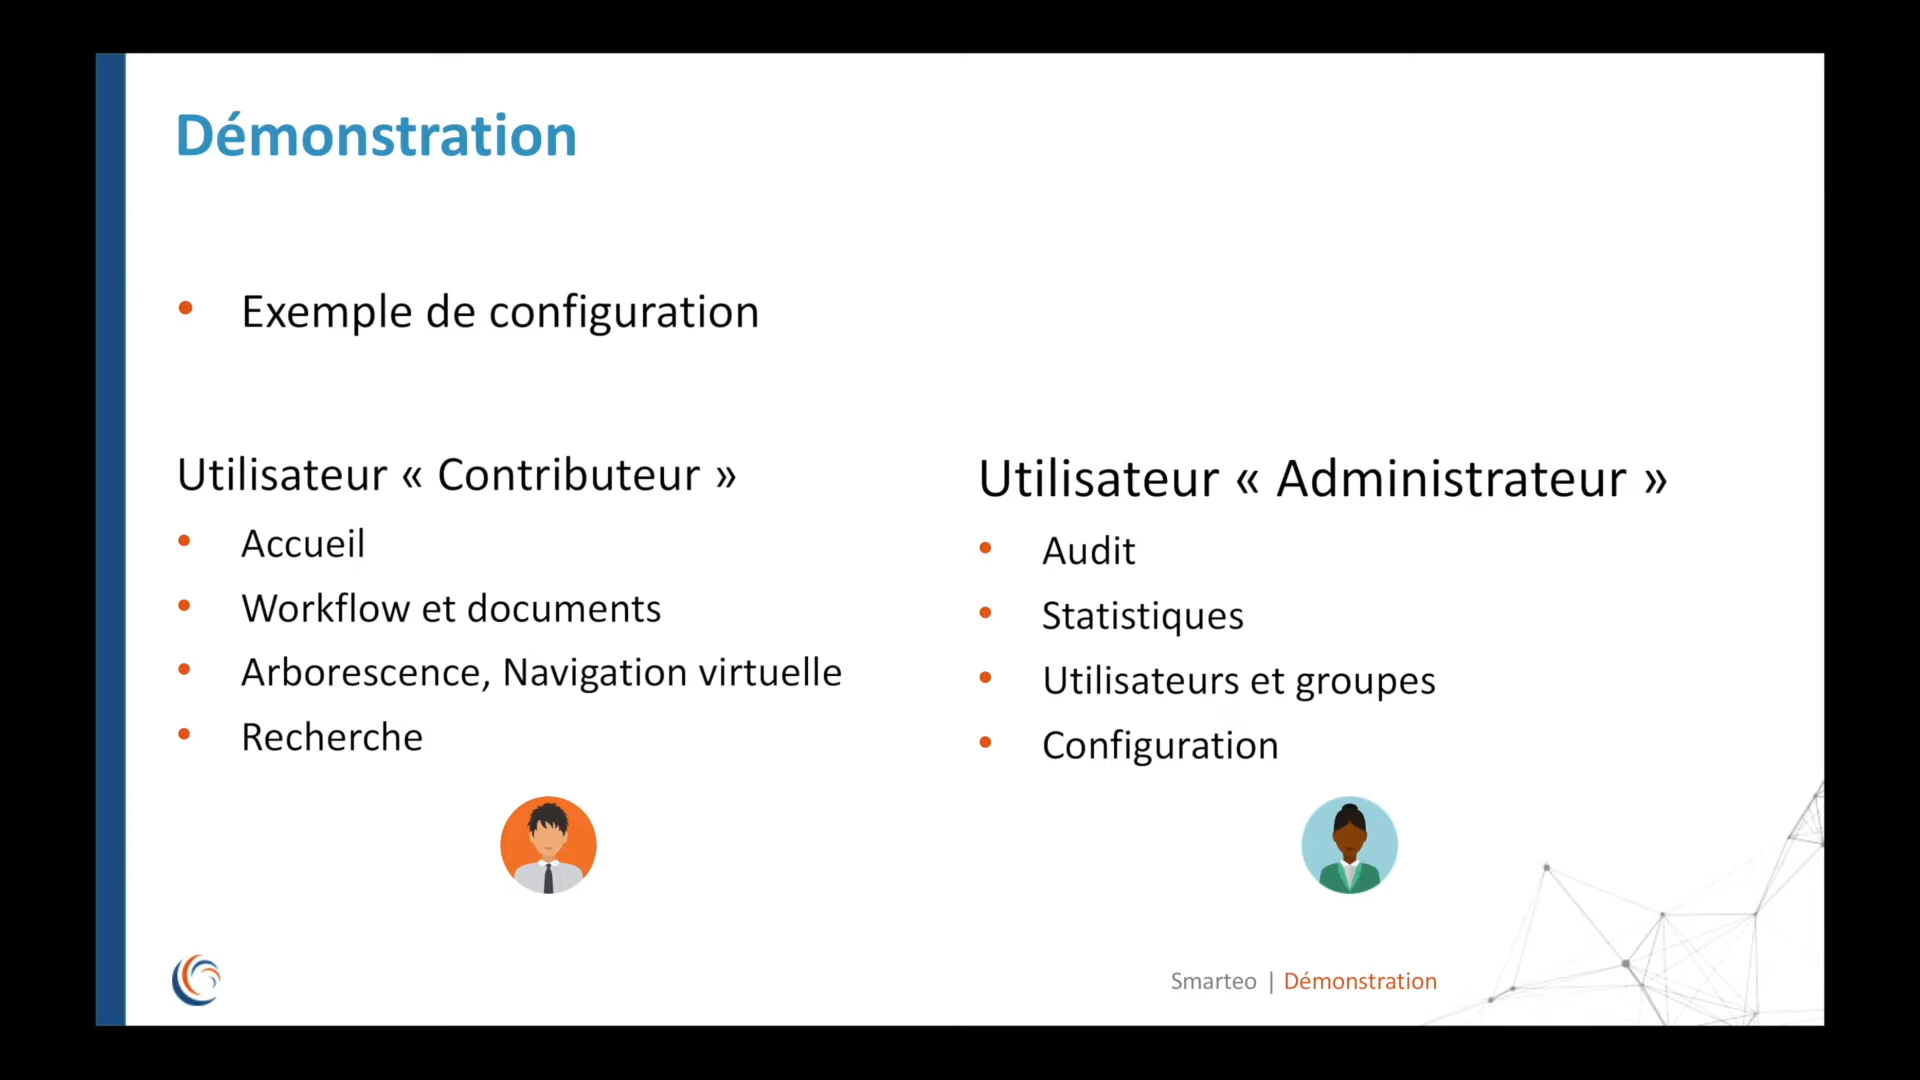 Démonstration
• Exemple de configuration
Utilisateur « Contributeur »
• Accueil
• Workflow et documents
• Arborescence, Navigation virtuelle
• Recherche
Utilisateur « Administrateur »
• Audit
• Statistiques
• Utilisateurs et groupes
• Configuration
Smarteo | Démonstration